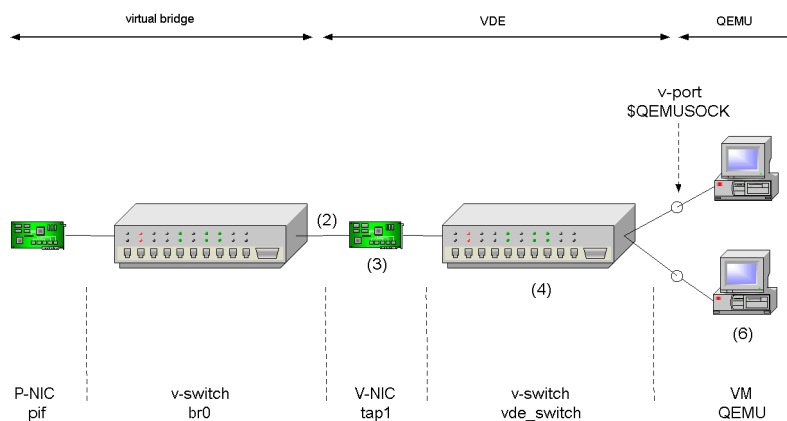 virtual bridge
VDE
QEMU
v-port
$QEMUSOCK
(2)
(3)
(4)
(6)
P-NIC
pif
v-switch
br0
V-NIC
tap1
v-switch
vde_switch
VM
QEMU